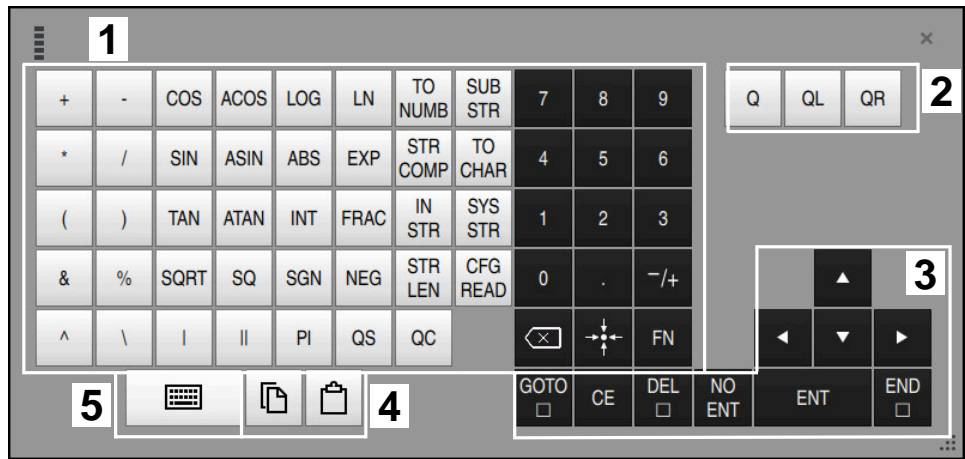 1
×
+ - COS ACOS LOG LN TO NUMB SUB STR 7 8 9 Q QL QR 2
* / SIN ASIN ABS EXP STR COMP TO CHAR 4 5 6
( ) TAN ATAN INT FRAC IN STR SYS STR 1 2 3
& % SQRT SQ SGN NEG STR LEN CFG READ 0 . −/+ ▲ 3
^ \ | || PI QS QC FN ◀ ▼ ▶
5 4 GOTO □ CE DEL □ NO ENT ENT END □